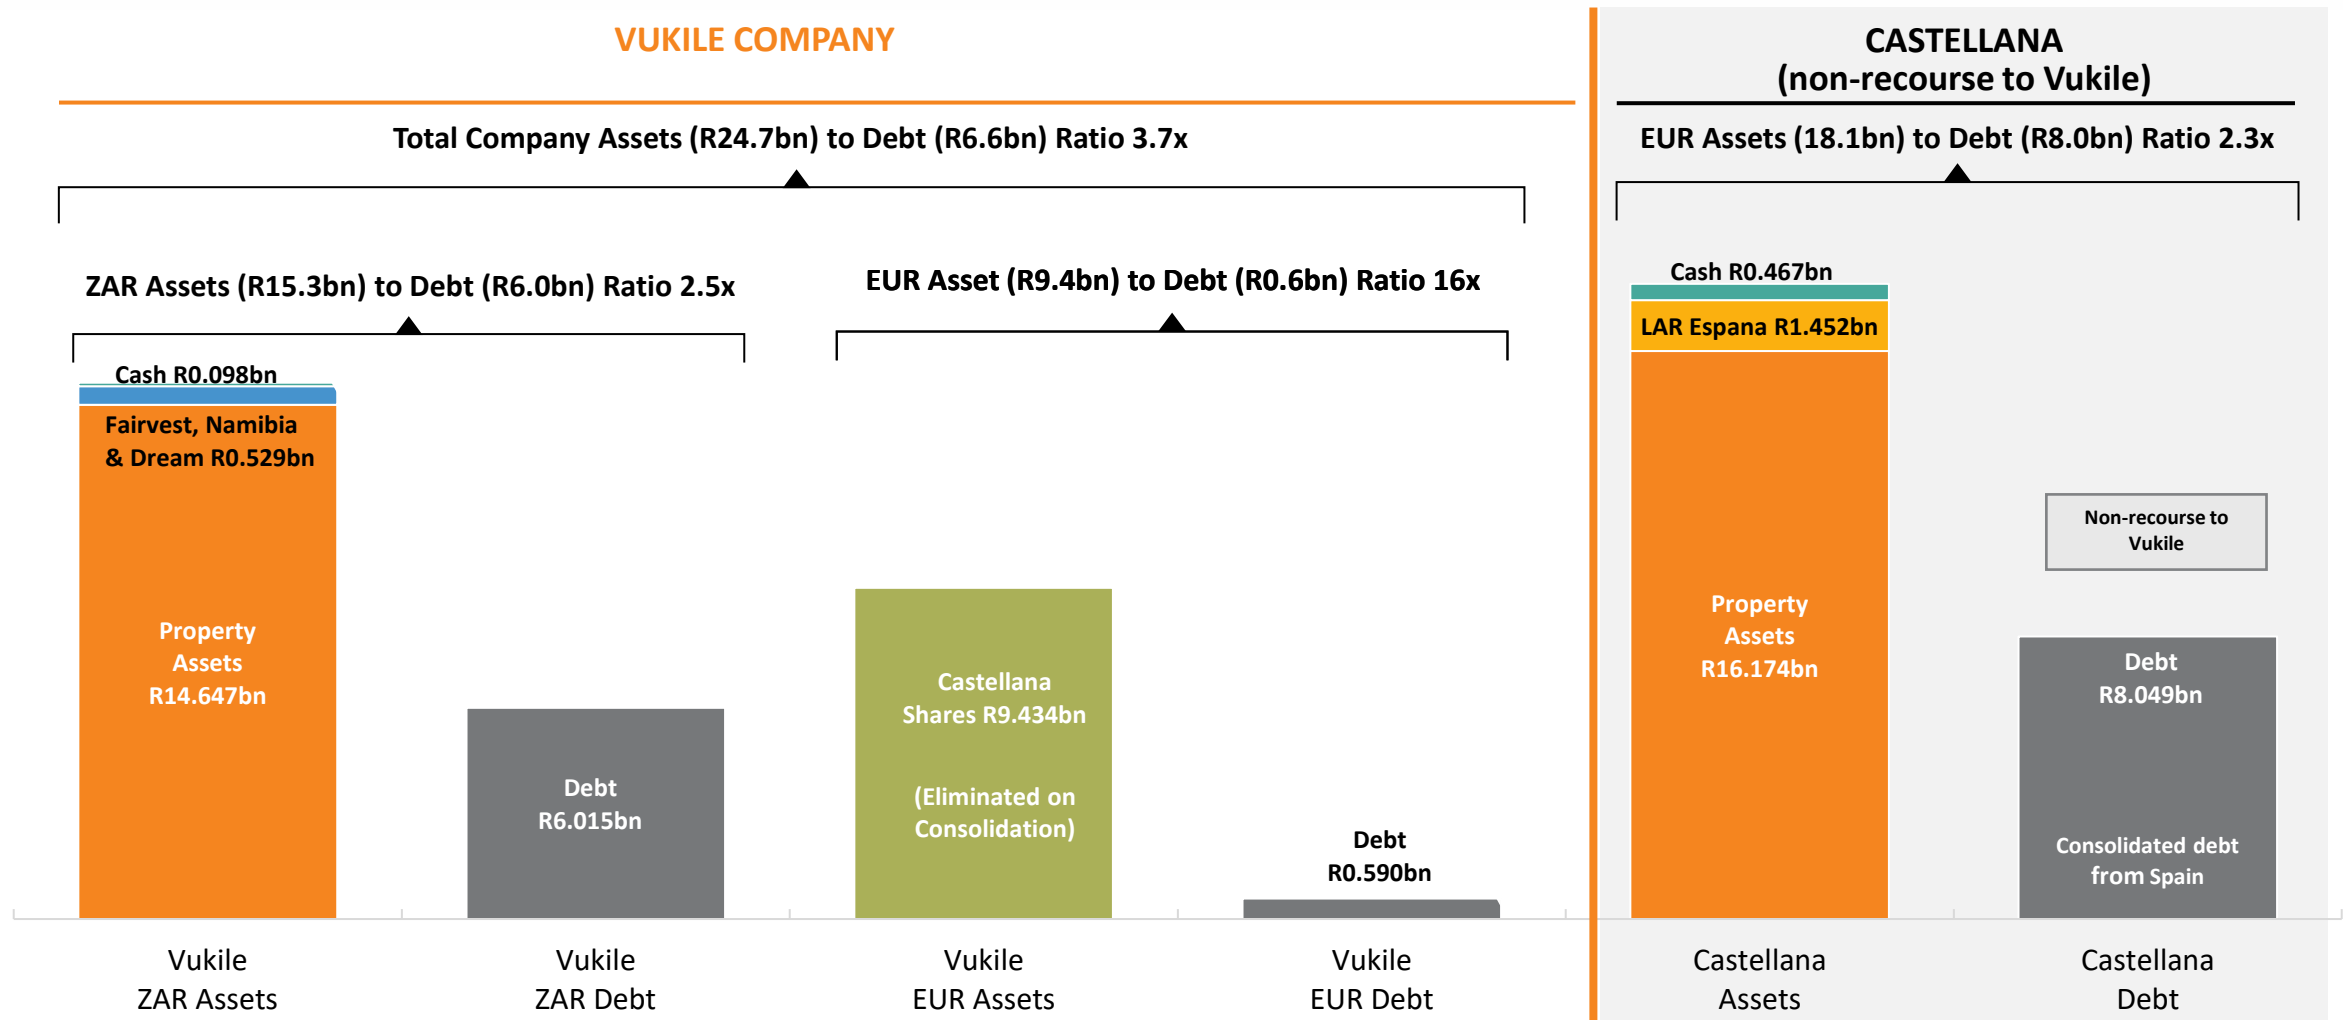 VUKILE COMPANY
CASTELLANA
(non-recourse to Vukile)
Total Company Assets (R24.7bn) to Debt (R6.6bn) Ratio 3.7x
EUR Assets (18.1bn) to Debt (R8.0bn) Ratio 2.3x
ZAR Assets (R15.3bn) to Debt (R6.0bn) Ratio 2.5x
EUR Asset (R9.4bn) to Debt (R0.6bn) Ratio 16x
Cash R0.098bn
Fairvest, Namibia
& Dream R0.529bn
Property
Assets
R14.647bn
Debt
R6.015bn
Castellana
Shares R9.434bn
(Eliminated on
Consolidation)
Debt
R0.590bn
Cash R0.467bn
LAR Espana R1.452bn
Property
Assets
R16.174bn
Non-recourse to
Vukile
Debt
R8.049bn
Consolidated debt
from Spain
Vukile
ZAR Assets
Vukile
ZAR Debt
Vukile
EUR Assets
Vukile
EUR Debt
Castellana
Assets
Castellana
Debt